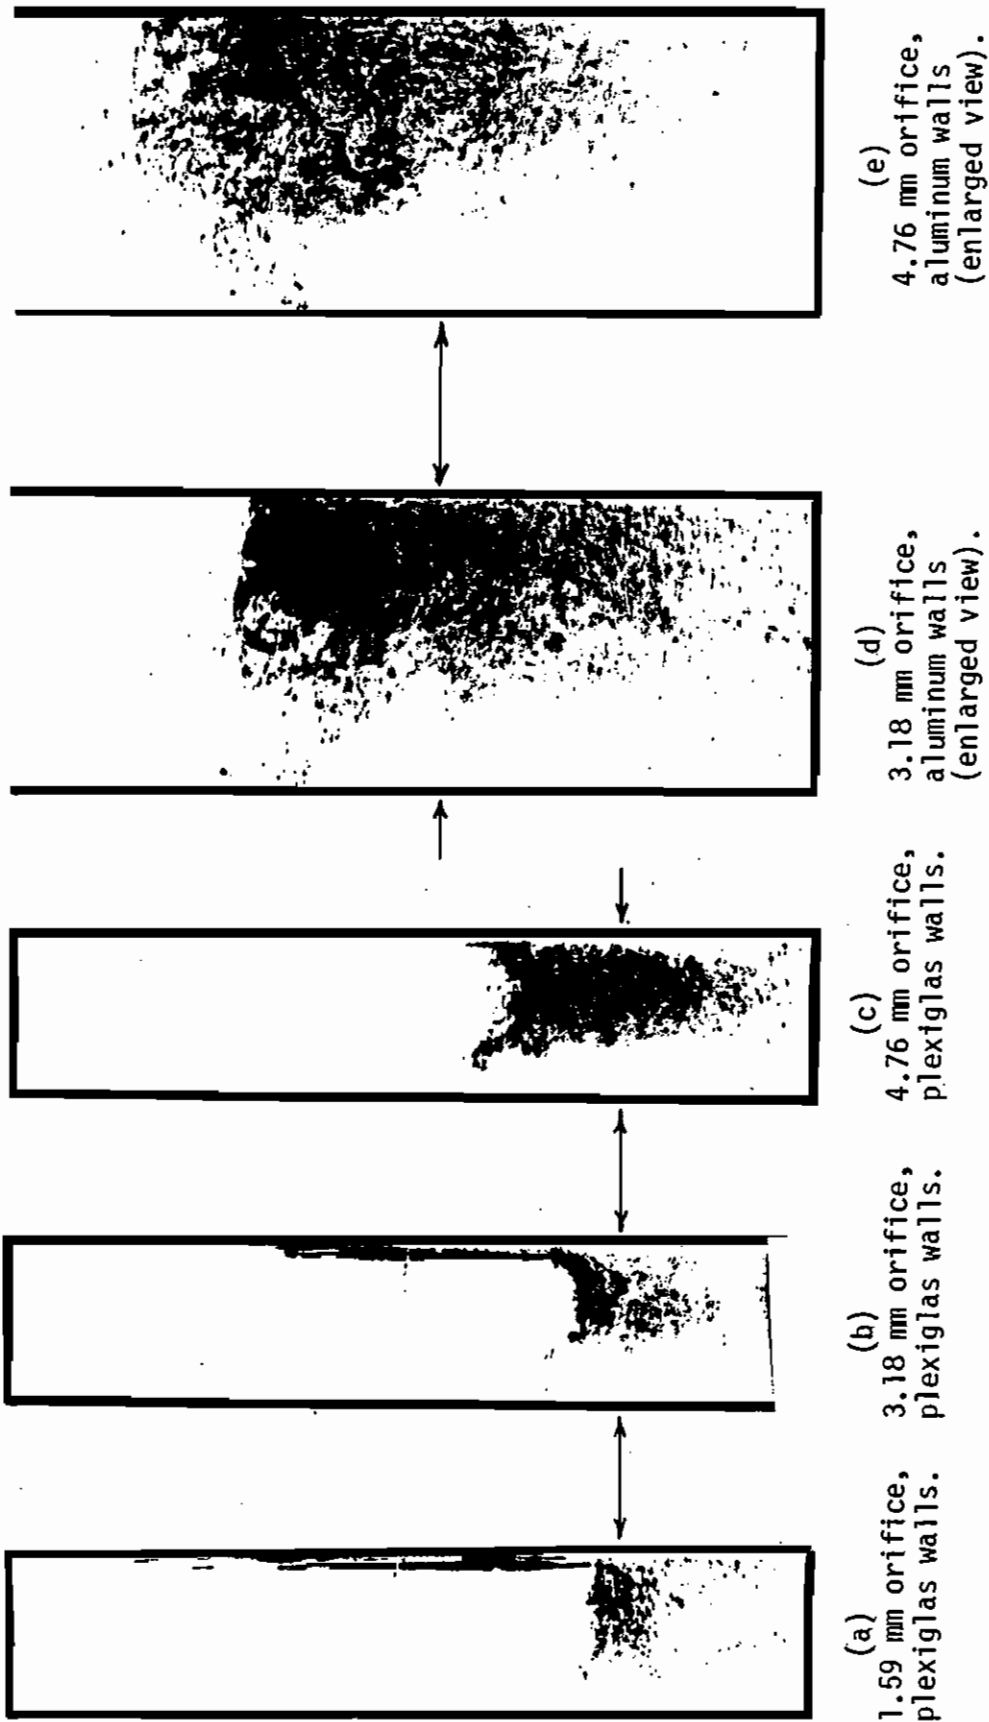 (a)
1.59 mm orifice,
plexiglas walls.
(b)
3.18 mm orifice,
plexiglas walls.
(c)
4.76 mm orifice,
plexiglas walls.
(d)
3.18 mm orifice,
aluminum walls
(enlarged view).
(e)
4.76 mm orifice,
aluminum walls
(enlarged view).